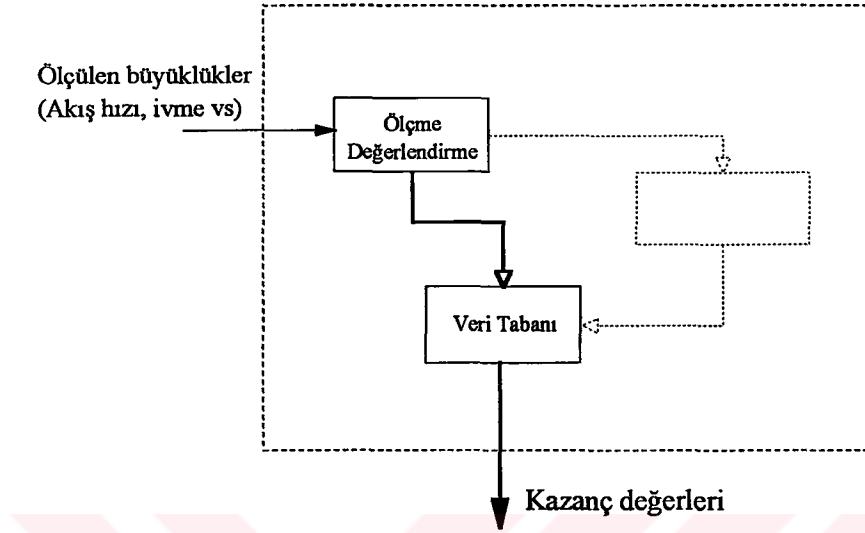 Ölçülen büyüklükler
(Akış hızı, ivme vs)
Ölçme
Değerlendirme
Veri Tabanı
Kazanç değerleri